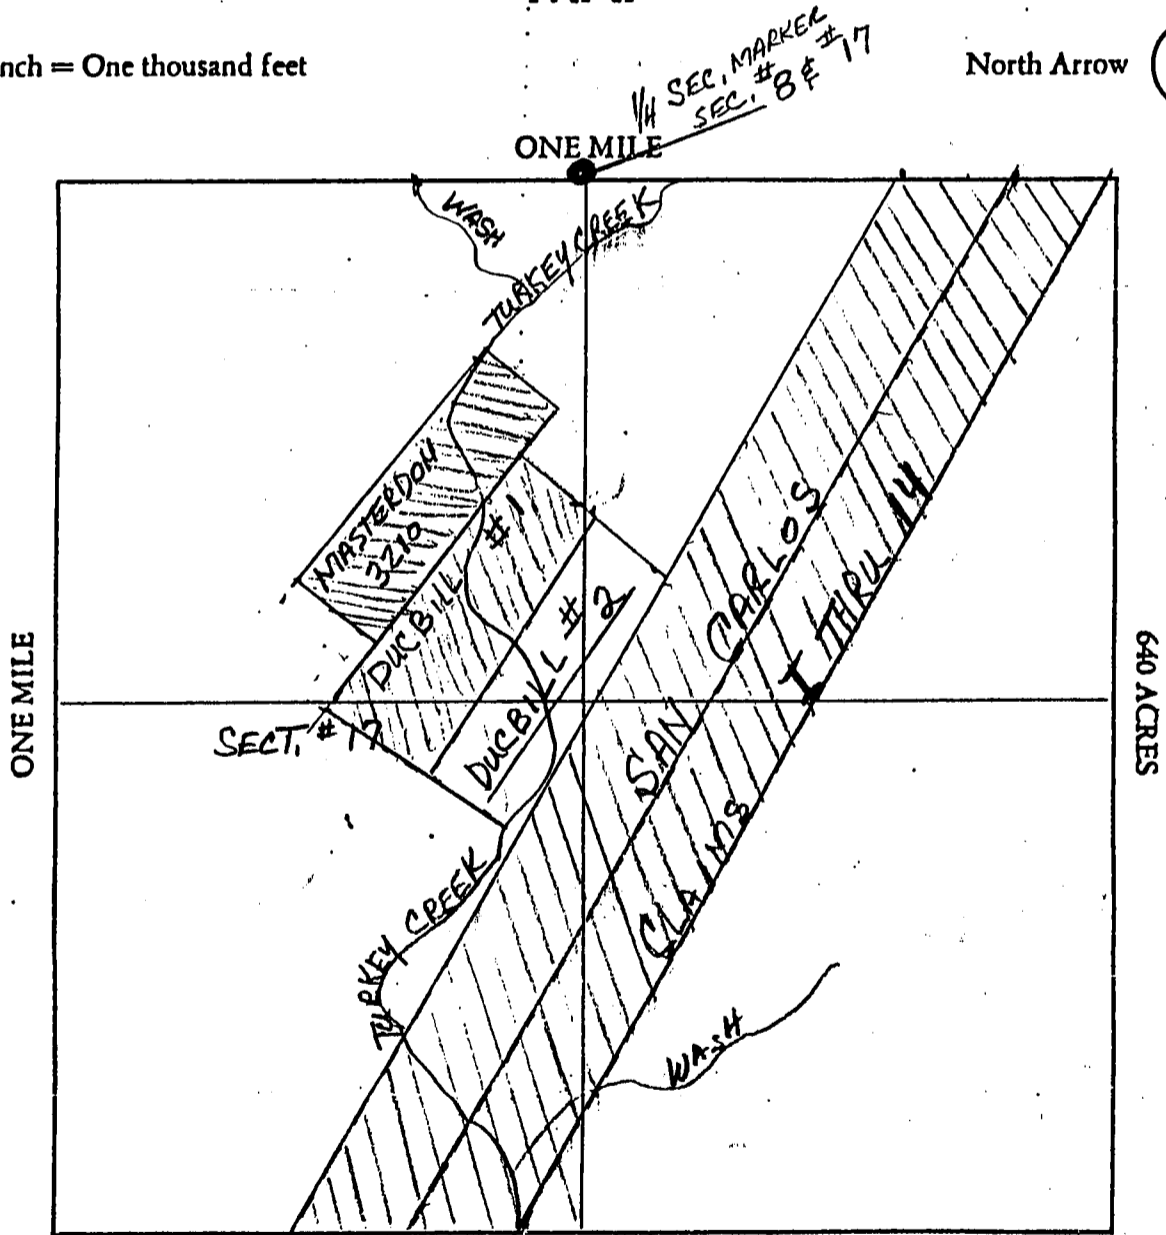 nch = One thousand feet
North Arrow
1/4 SEC. MARKER
SEC. #8 & #17
ONE MILE
WASH
TURKEY CREEK
MASTERDON
3210
DUCBILL #1
DUCBILL #2
SAN CARLOS
CLAIMS 1 THRU 14
ONE MILE
640 ACRES
SECT. #17
TURKEY CREEK
WASH